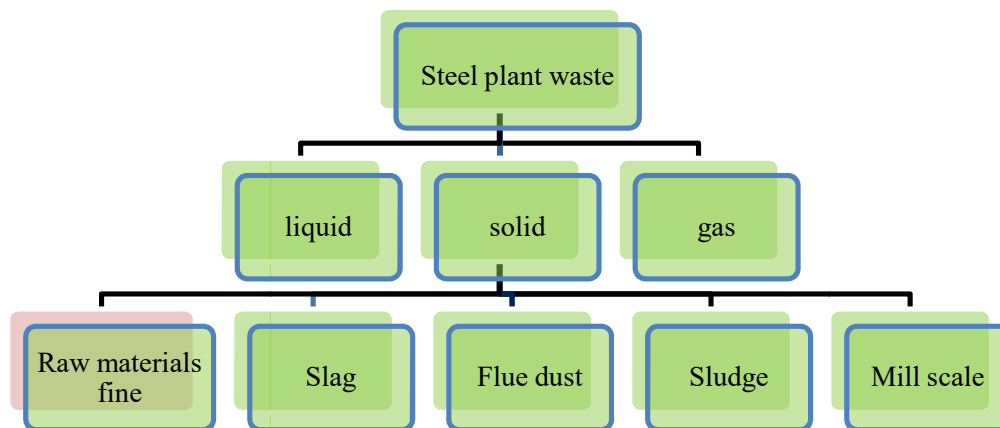 Steel plant waste
liquid
solid
gas
Raw materials
fine
Slag
Flue dust
Sludge
Mill scale